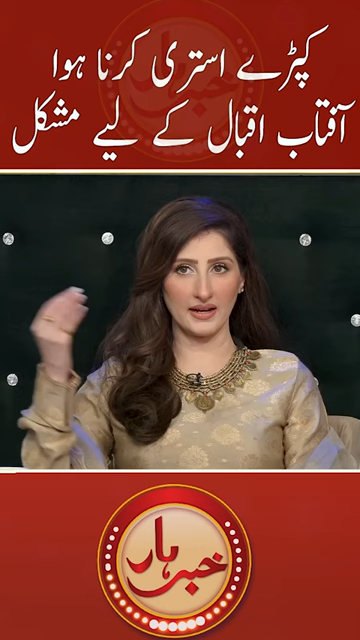 کپڑے استری کرنا ہوا
آفتاب اقبال کے لیے مشکل
خبرہار